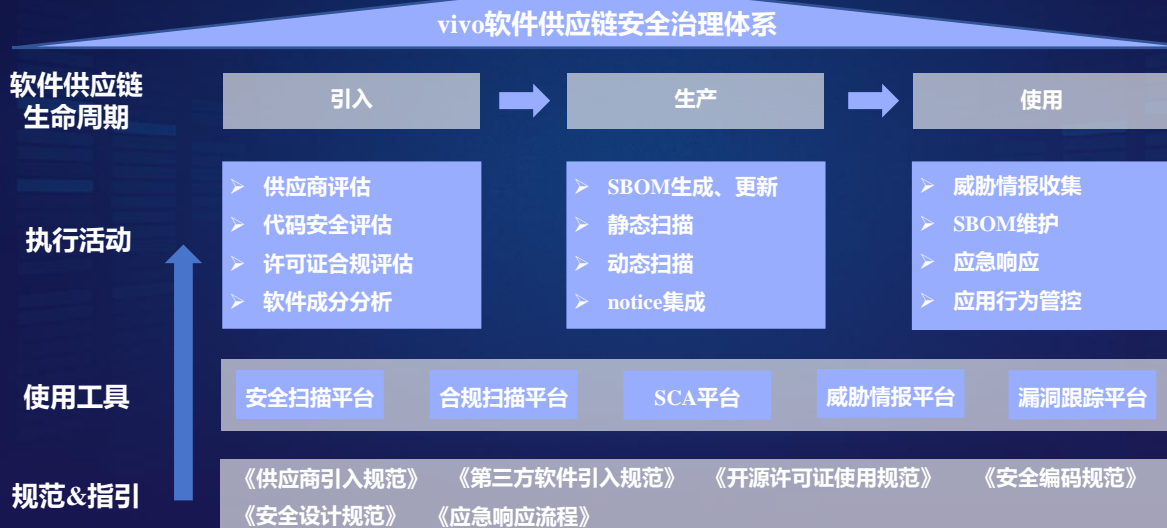 vivo软件供应链安全治理体系
软件供应链
生命周期
引入
生产
使用
执行活动
供应商评估
代码安全评估
许可证合规评估
软件成分分析
SBOM生成、更新
静态扫描
动态扫描
notice集成
威胁情报收集
SBOM维护
应急响应
应用行为管控
使用工具
安全扫描平台
合规扫描平台
SCA平台
威胁情报平台
漏洞跟踪平台
规范&指引
《供应商引入规范》 《第三方软件引入规范》 《开源许可证使用规范》 《安全编码规范》
《安全设计规范》 《应急响应流程》